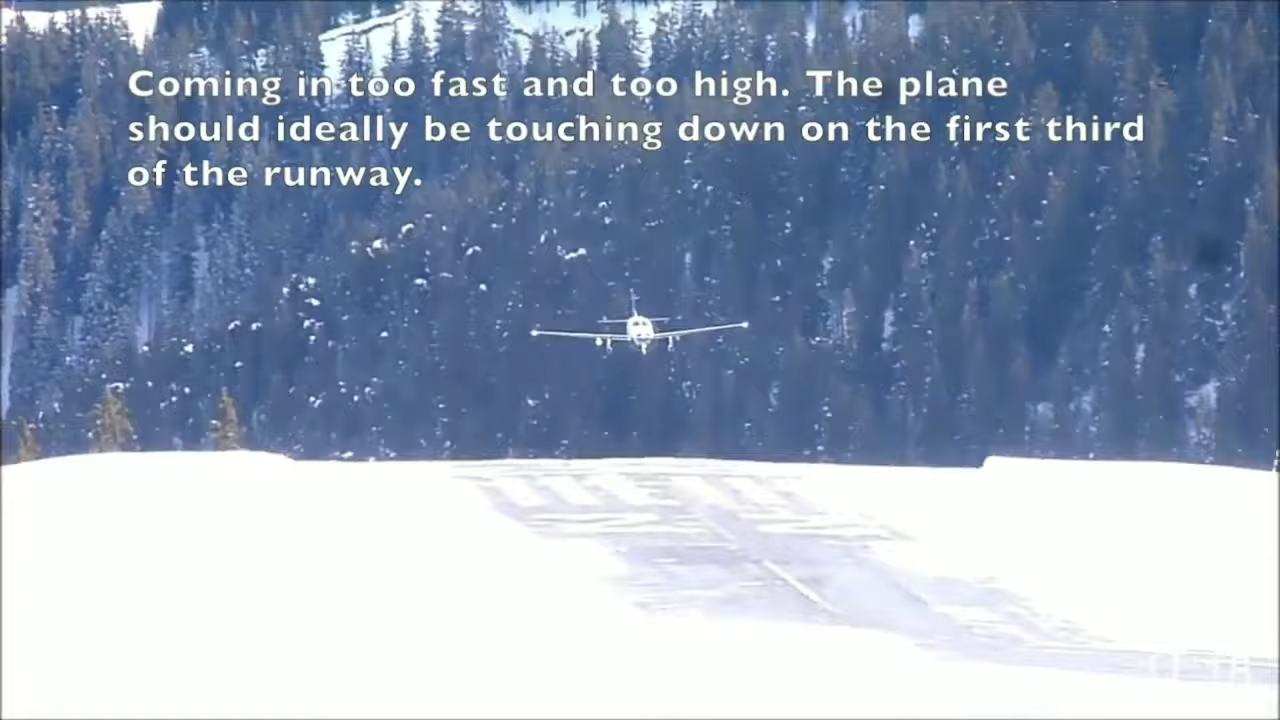 Coming in too fast and too high. The plane
should ideally be touching down on the first third
of the runway.